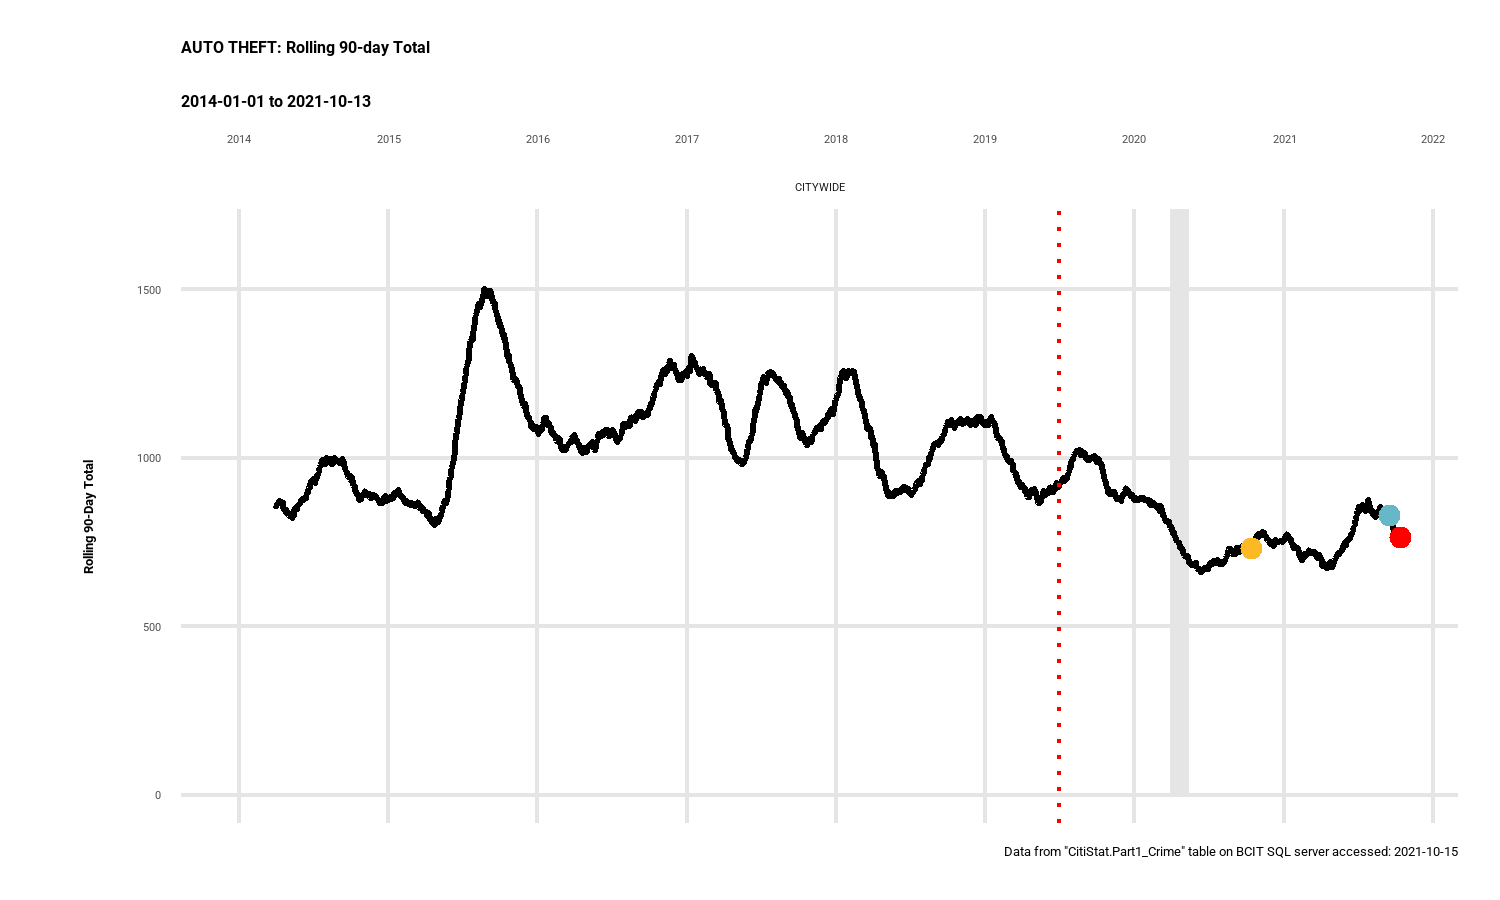 AUTO THEFT: Rolling 90-day Total
2014-01-01 to 2021-10-13
2014 2015 2016 2017 2018 2019 2020 2021 2022
CITYWIDE
1500
1000
500
0
Rolling 90-Day Total
Data from "CitiStat.Part1_Crime" table on BCIT SQL server accessed: 2021-10-15